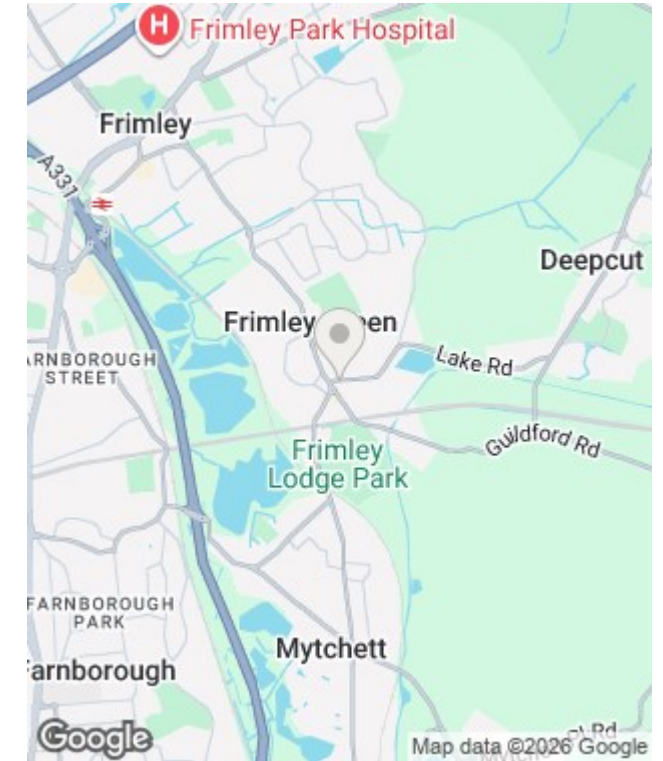 H Frimley Park Hospital
Frimley
A331
Deepcut
Frimley
Lake Rd
ARNBOROUGH
STREET
Guildford Rd
Frimley
Lodge Park
FARNBOROUGH
PARK
Mytchett
Farnborough
Google
Map data ©2026 Google